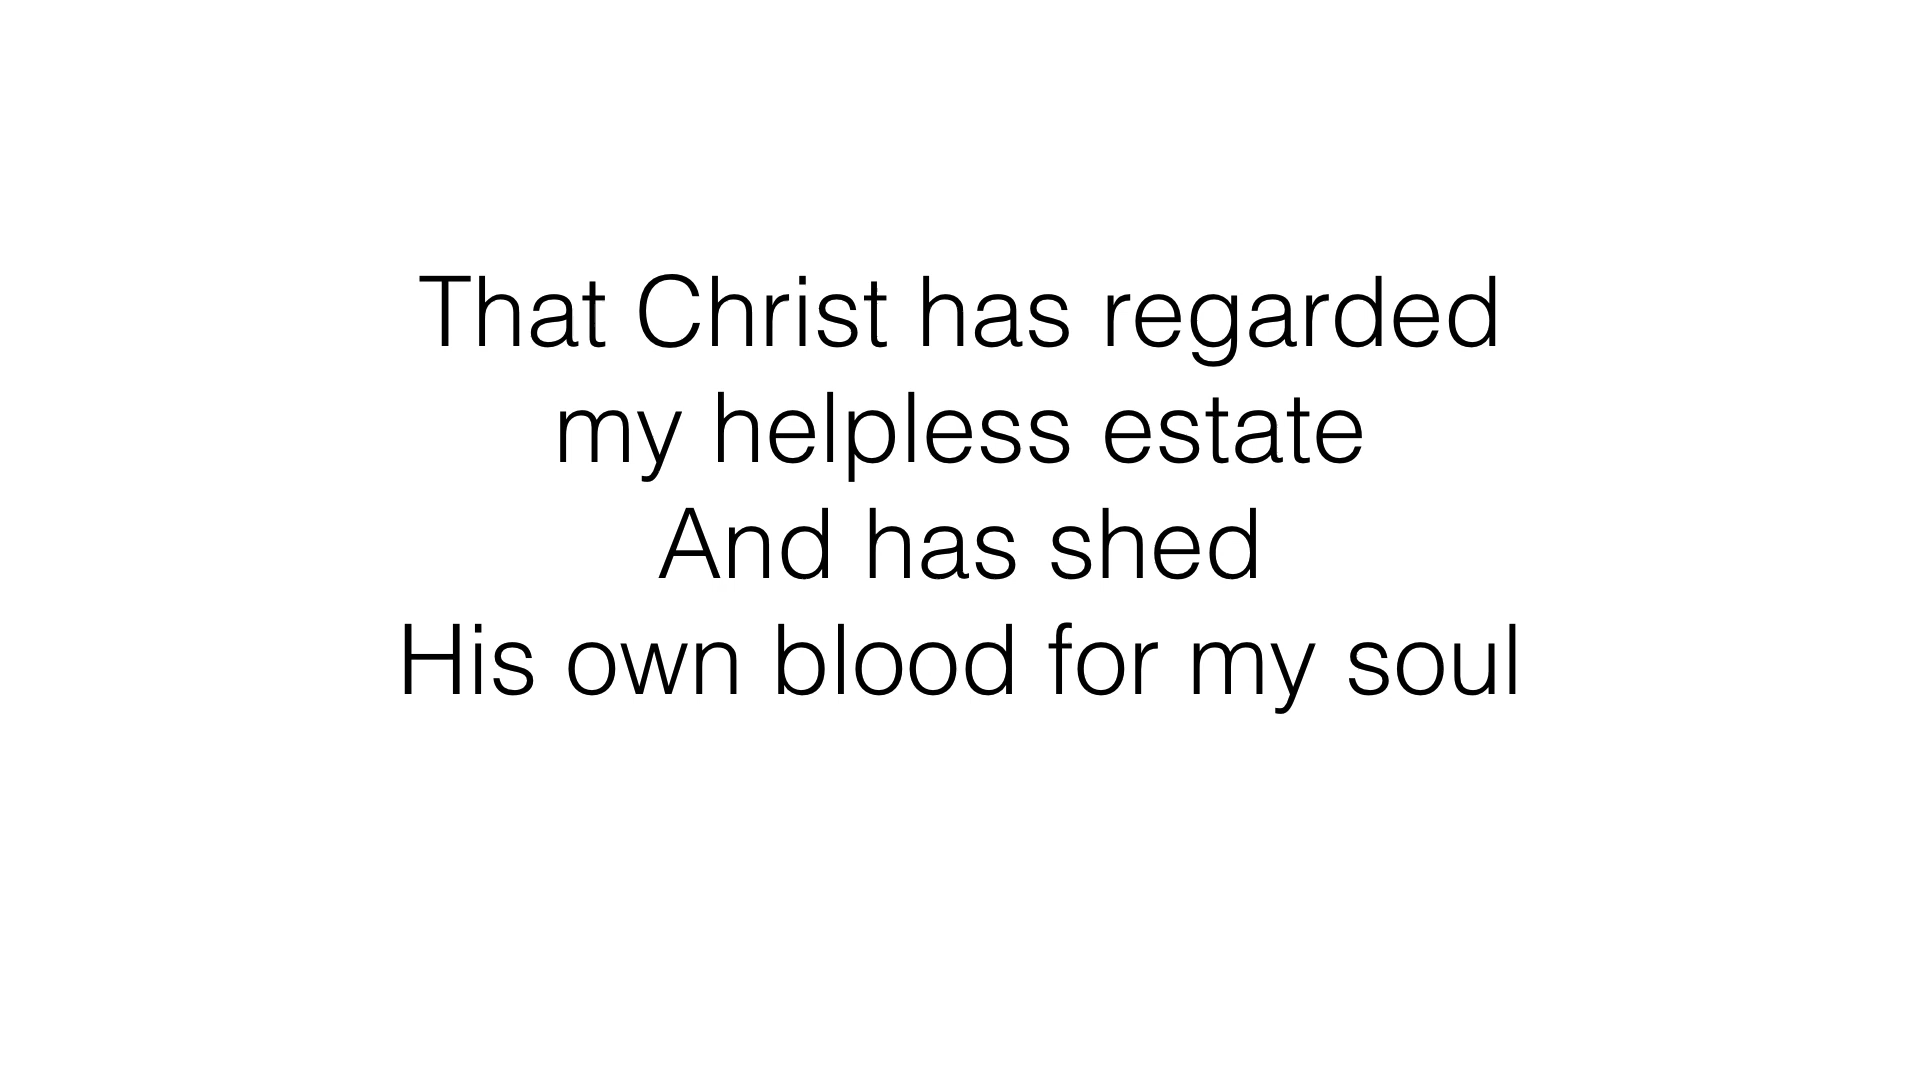 That Christ has regarded
my helpless estate
And has shed
His own blood for my soul